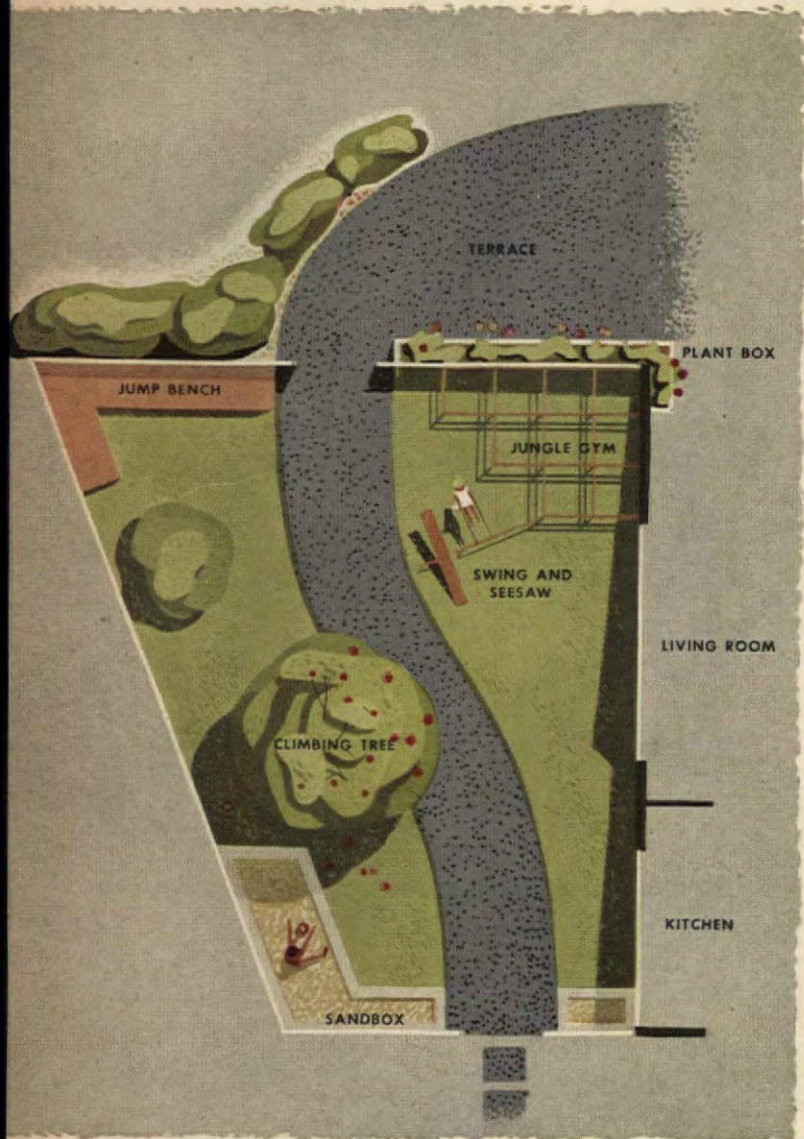 TERRACE
PLANT BOX
JUMP BENCH
JUNGLE GYM
SWING AND
SEESAW
LIVING ROOM
CLIMBING TREE
KITCHEN
SANDBOX